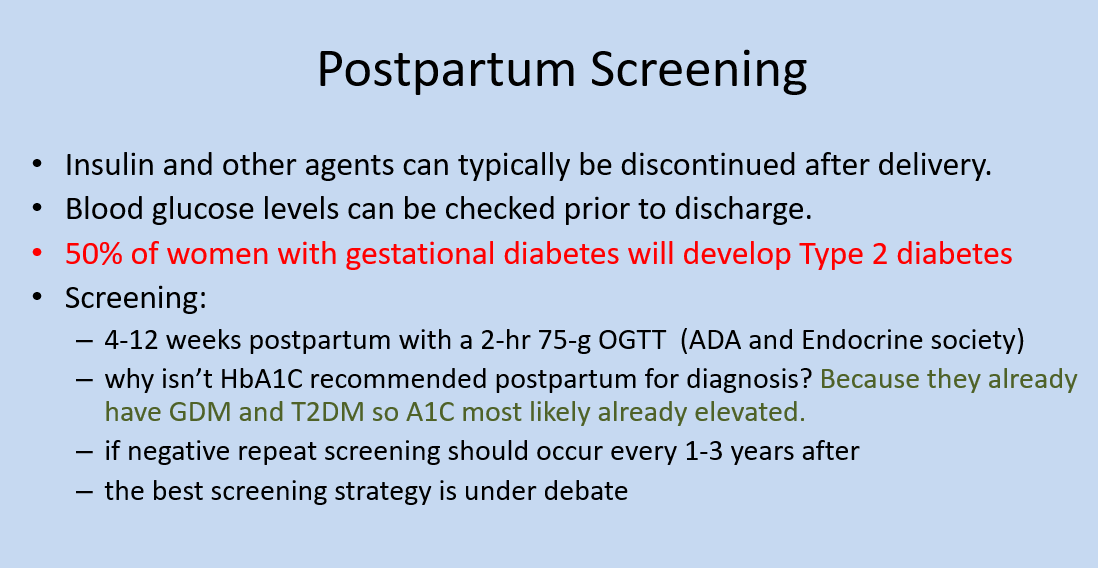 Postpartum Screening
• Insulin and other agents can typically be discontinued after delivery.
• Blood glucose levels can be checked prior to discharge.
• 50% of women with gestational diabetes will develop Type 2 diabetes
• Screening:
– 4-12 weeks postpartum with a 2-hr 75-g OGTT (ADA and Endocrine society)
– why isn’t HbA1C recommended postpartum for diagnosis? Because they already
have GDM and T2DM so A1C most likely already elevated.
– if negative repeat screening should occur every 1-3 years after
– the best screening strategy is under debate